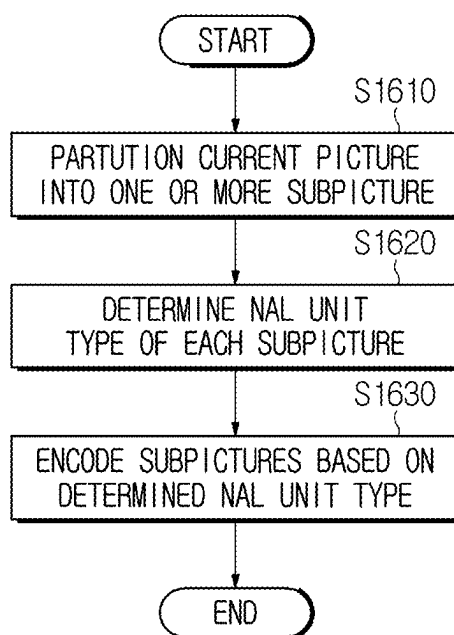 START
S1610
PARTUTION CURRENT PICTURE
INTO ONE OR MORE SUBPICTURE
S1620
DETERMINE NAL UNIT
TYPE OF EACH SUBPICTURE
S1630
ENCODE SUBPICTURES BASED ON
DETERMINED NAL UNIT TYPE
END